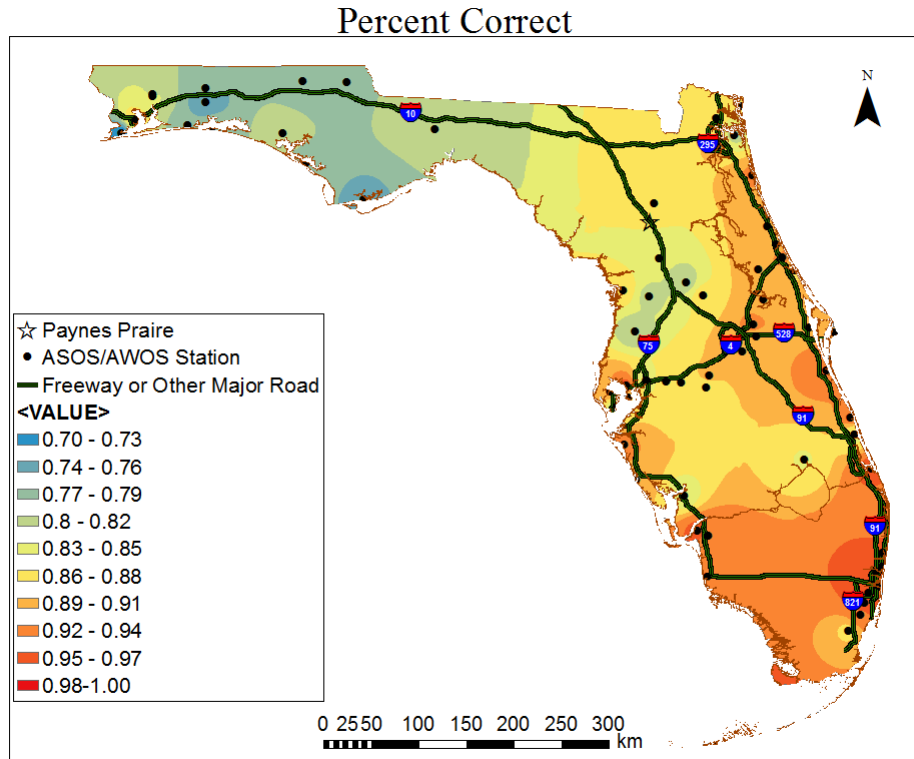 Percent Correct
N
10
295
75
4
528
91
91
821
Paynes Praire
ASOS/AWOS Station
Freeway or Other Major Road
<VALUE>
0.70 - 0.73
0.74 - 0.76
0.77 - 0.79
0.8 - 0.82
0.83 - 0.85
0.86 - 0.88
0.89 - 0.91
0.92 - 0.94
0.95 - 0.97
0.98-1.00
0 2550 100 150 200 250 300
km